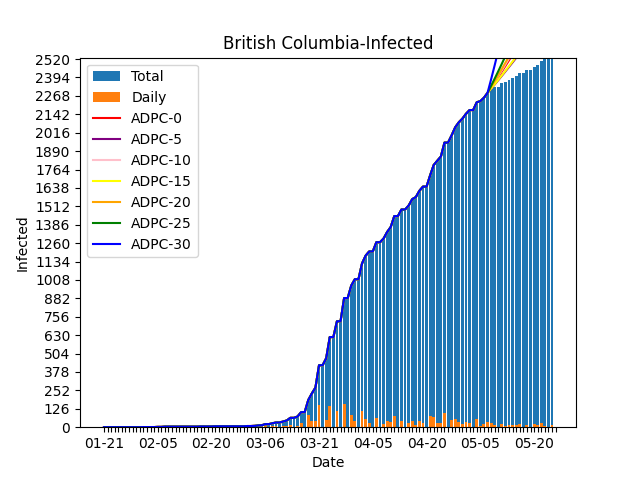 British Columbia-Infected
2520
2394
2268
2142
2016
1890
1764
1638
1512
1386
1260
1134
1008
882
756
630
504
378
252
126
0
Infected
Total
Daily
ADPC-0
ADPC-5
ADPC-10
ADPC-15
ADPC-20
ADPC-25
ADPC-30
01-21 02-05 02-20 03-06 03-21 04-05 04-20 05-05 05-20
Date